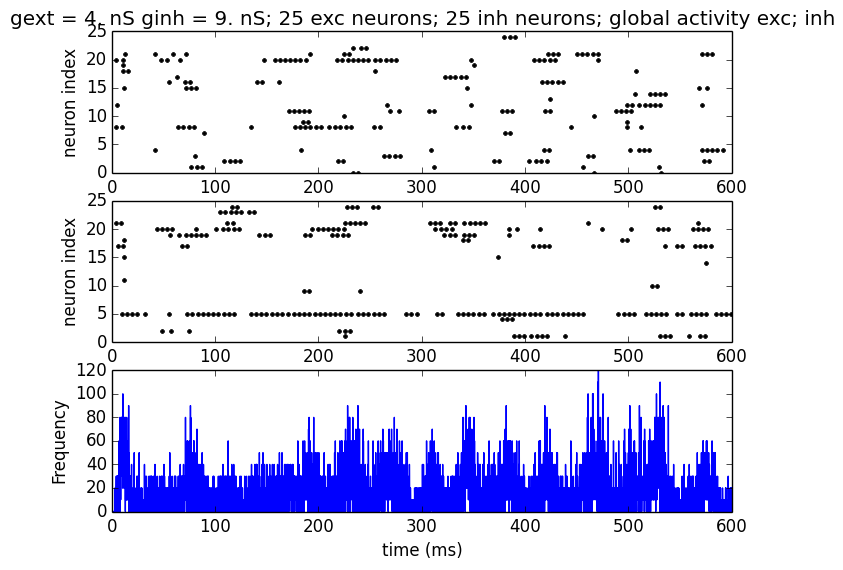 gext = 4. nS ginh = 9. nS; 25 exc neurons; 25 inh neurons; global activity exc; inh
25
20
15
10
5
0
neuron index
0 100 200 300 400 500 600
25
20
15
10
5
0
neuron index
0 100 200 300 400 500 600
120
100
80
60
40
20
0
Frequency
0 100 200 300 400 500 600
time (ms)